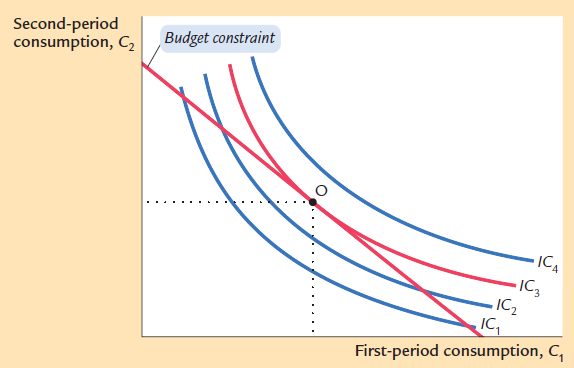 Second-period
consumption, C₂
Budget constraint
O
IC₄
IC₃
IC₂
IC₁
First-period consumption, C₁